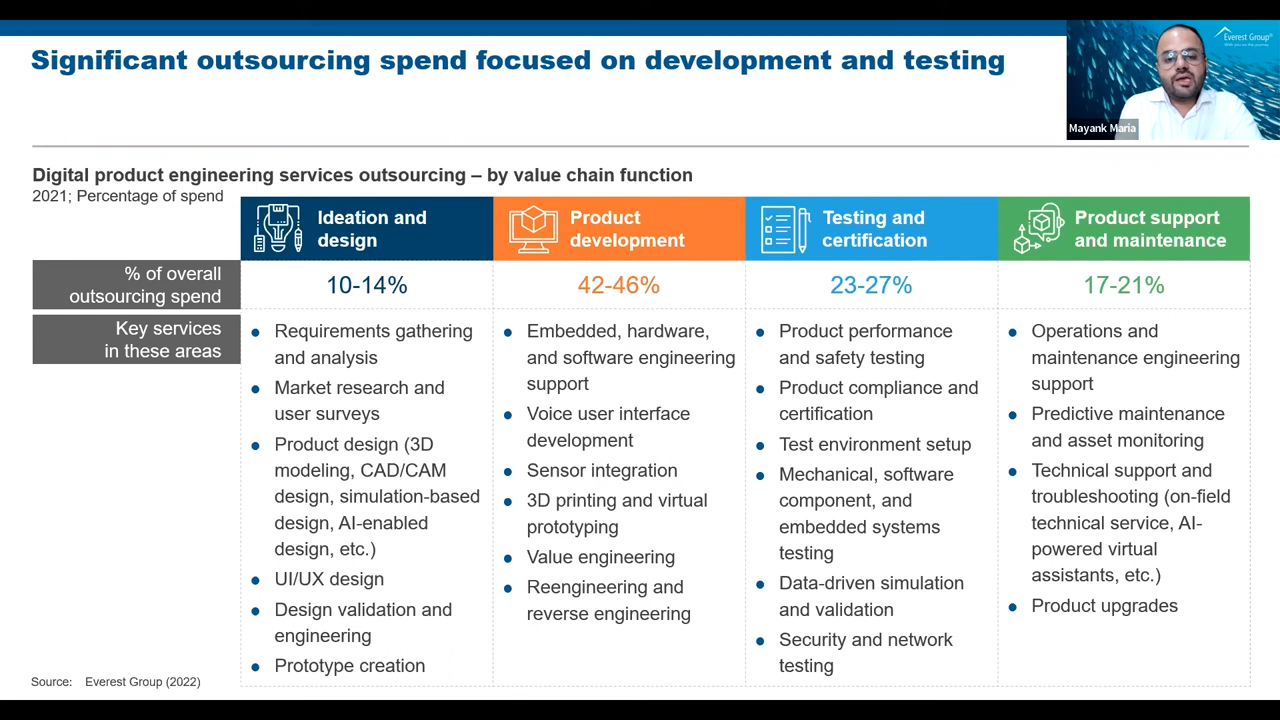 Significant outsourcing spend focused on development and testing
Everest Group®
With you on the journey
Mayank Maria
Digital product engineering services outsourcing – by value chain function
2021; Percentage of spend
Ideation and
design
Product
development
Testing and
certification
Product support
and maintenance
% of overall
outsourcing spend
10-14%
42-46%
23-27%
17-21%
Key services
in these areas
● Requirements gathering
and analysis
● Market research and
user surveys
● Product design (3D
modeling, CAD/CAM
design, simulation-based
design, AI-enabled
design, etc.)
● UI/UX design
● Design validation and
engineering
● Prototype creation
● Embedded, hardware,
and software engineering
support
● Voice user interface
development
● Sensor integration
● 3D printing and virtual
prototyping
● Value engineering
● Reengineering and
reverse engineering
● Product performance
and safety testing
● Product compliance and
certification
● Test environment setup
● Mechanical, software
component, and
embedded systems
testing
● Data-driven simulation
and validation
● Security and network
testing
● Operations and
maintenance engineering
support
● Predictive maintenance
and asset monitoring
● Technical support and
troubleshooting (on-field
technical service, AI-
powered virtual
assistants, etc.)
● Product upgrades
Source: Everest Group (2022)